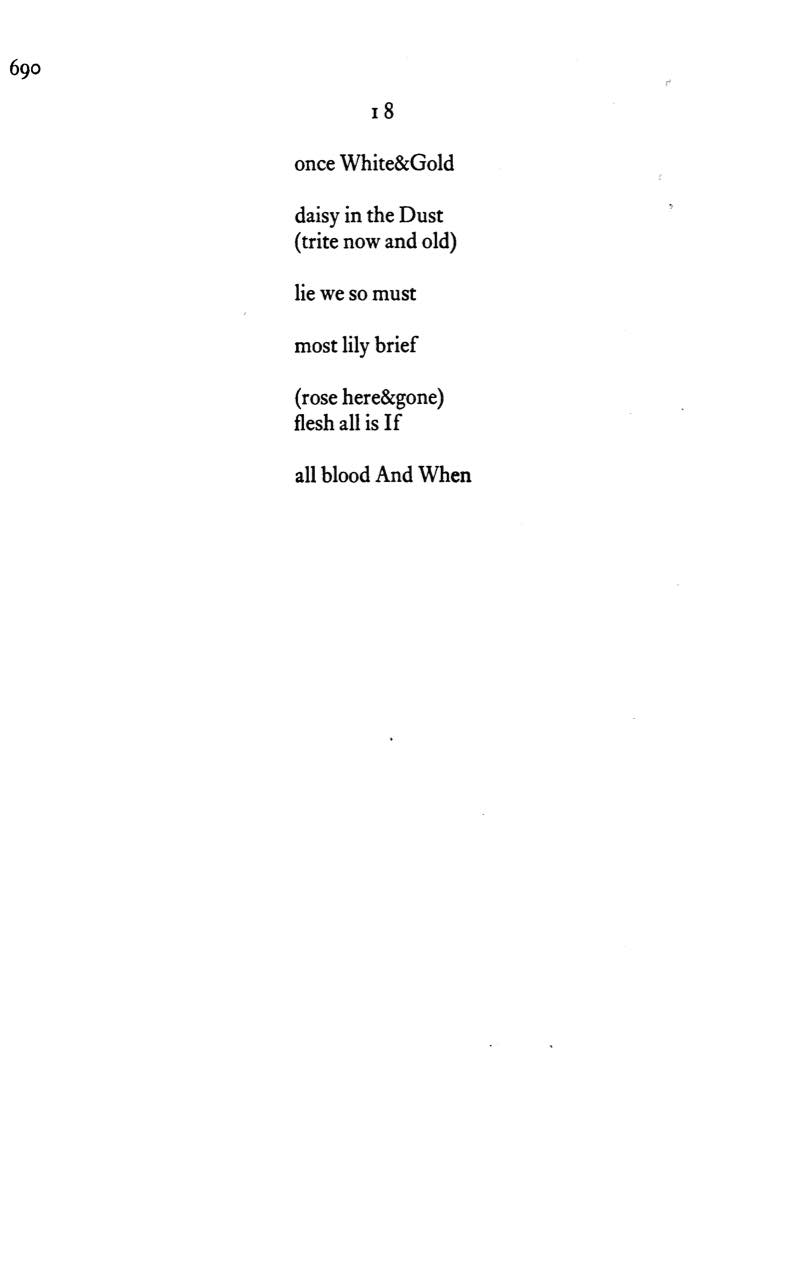 690
18
once White&Gold
daisy in the Dust
(trite now and old)
lie we so must
most lily brief
(rose here&gone)
flesh all is If
all blood And When